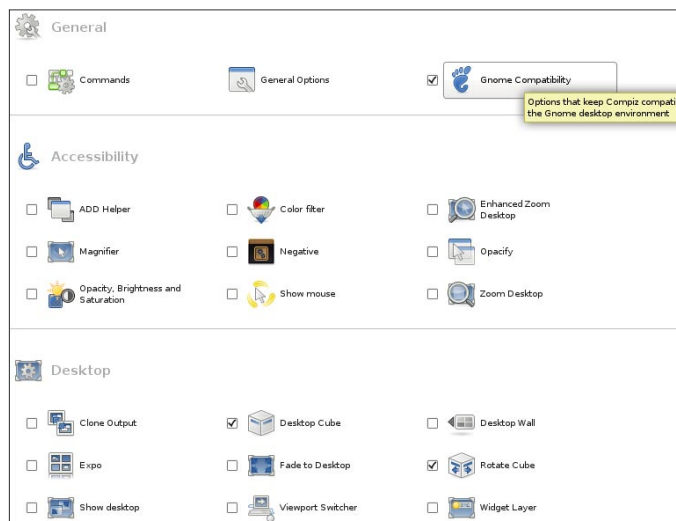 General
Commands
General Options
Gnome Compatibility
Options that keep Compiz compati
the Gnome desktop environment
Accessibility
ADD Helper
Color filter
Enhanced Zoom
Desktop
Magnifier
Negative
Opacify
Opacity, Brightness and
Saturation
Show mouse
Zoom Desktop
Desktop
Clone Output
Desktop Cube
Desktop Wall
Expo
Fade to Desktop
Rotate Cube
Show desktop
Viewport Switcher
Widget Layer